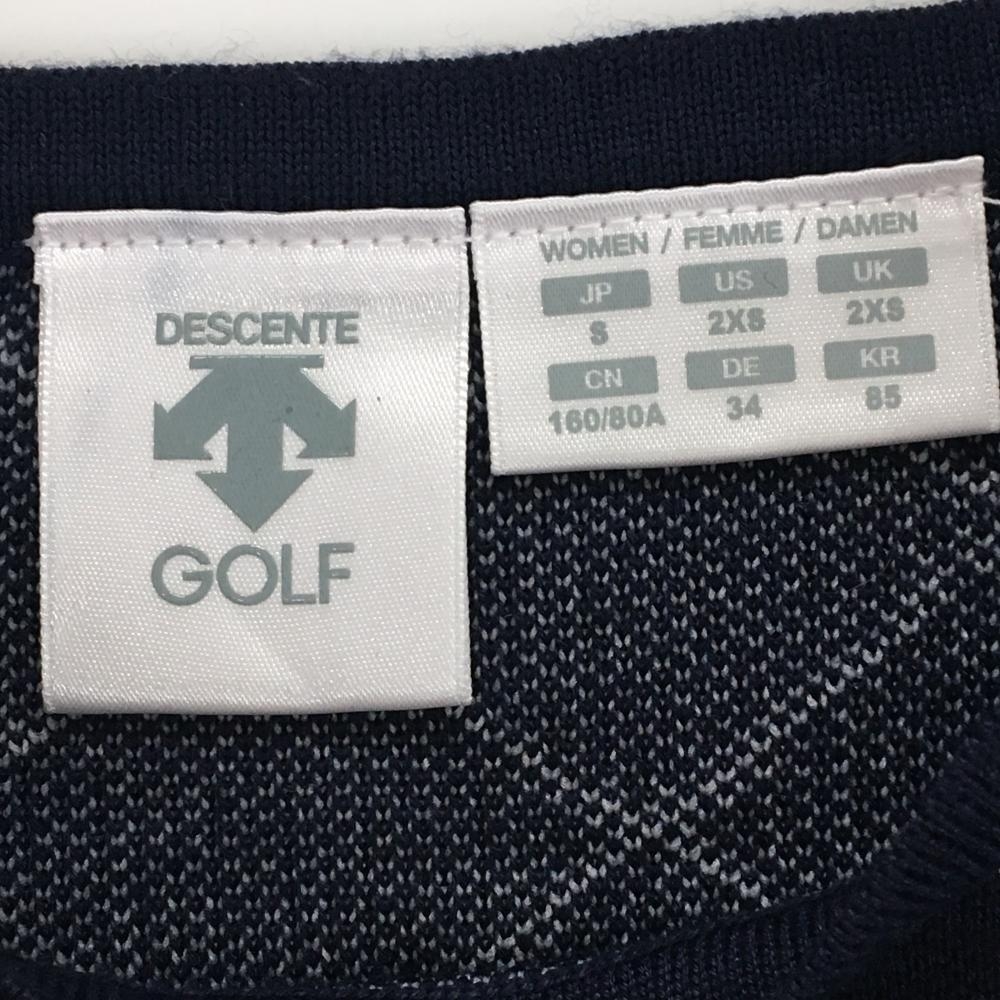 DESCENTE
GOLF
WOMEN / FEMME / DAMEN
JP US UK
S 2XS 2XS
CN DE KR
160/80A 34 85